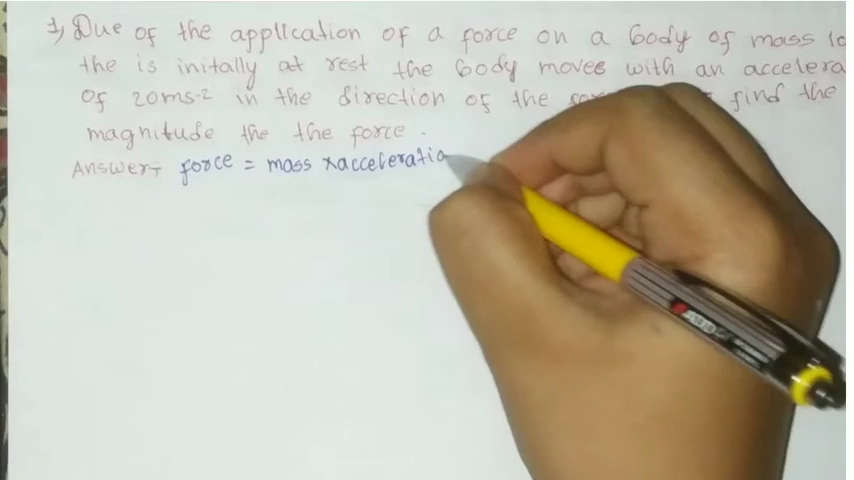 1, Due of the application of a force on a body of mass
the is initally at rest the body moves with an accelera
of 20ms-2 in the direction of the find the
magnitude the the force.
Answer:- force = mass xacceleratio